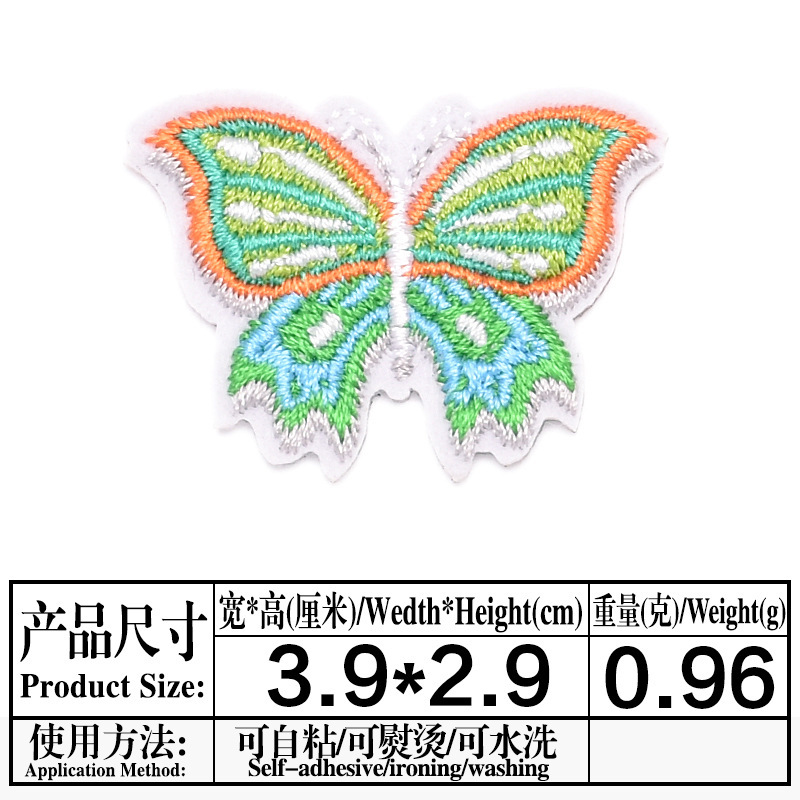 产品尺寸
Product Size:
宽*高(厘米)/Wedth*Height(cm)
3.9*2.9
重量(克)/Weight(g)
0.96
使用方法:
Application Method:
可自粘/可熨烫/可水洗
Self-adhesive/ironing/washing